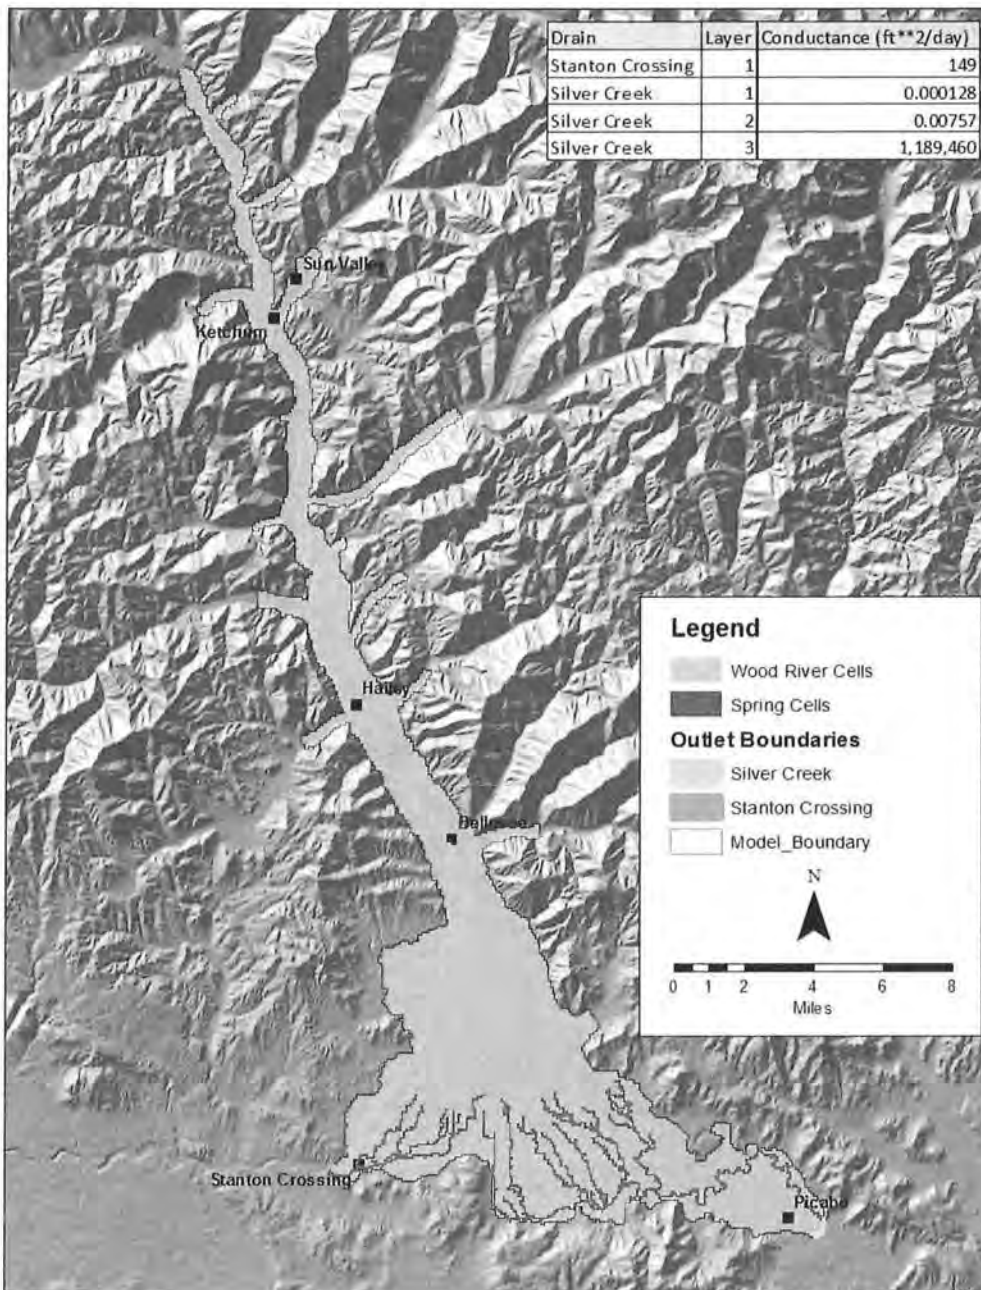 Drain Layer Conductance (ft**2/day)
Stanton Crossing 1 149
Silver Creek 1 0.000128
Silver Creek 2 0.00757
Silver Creek 3 1,189,460
Sun Valley
Ketchum
Hailey
Bellevue
Stanton Crossing
Picabo
Legend
Wood River Cells
Spring Cells
Outlet Boundaries
Silver Creek
Stanton Crossing
Model_Boundary
N
0 1 2 4 6 8
Miles